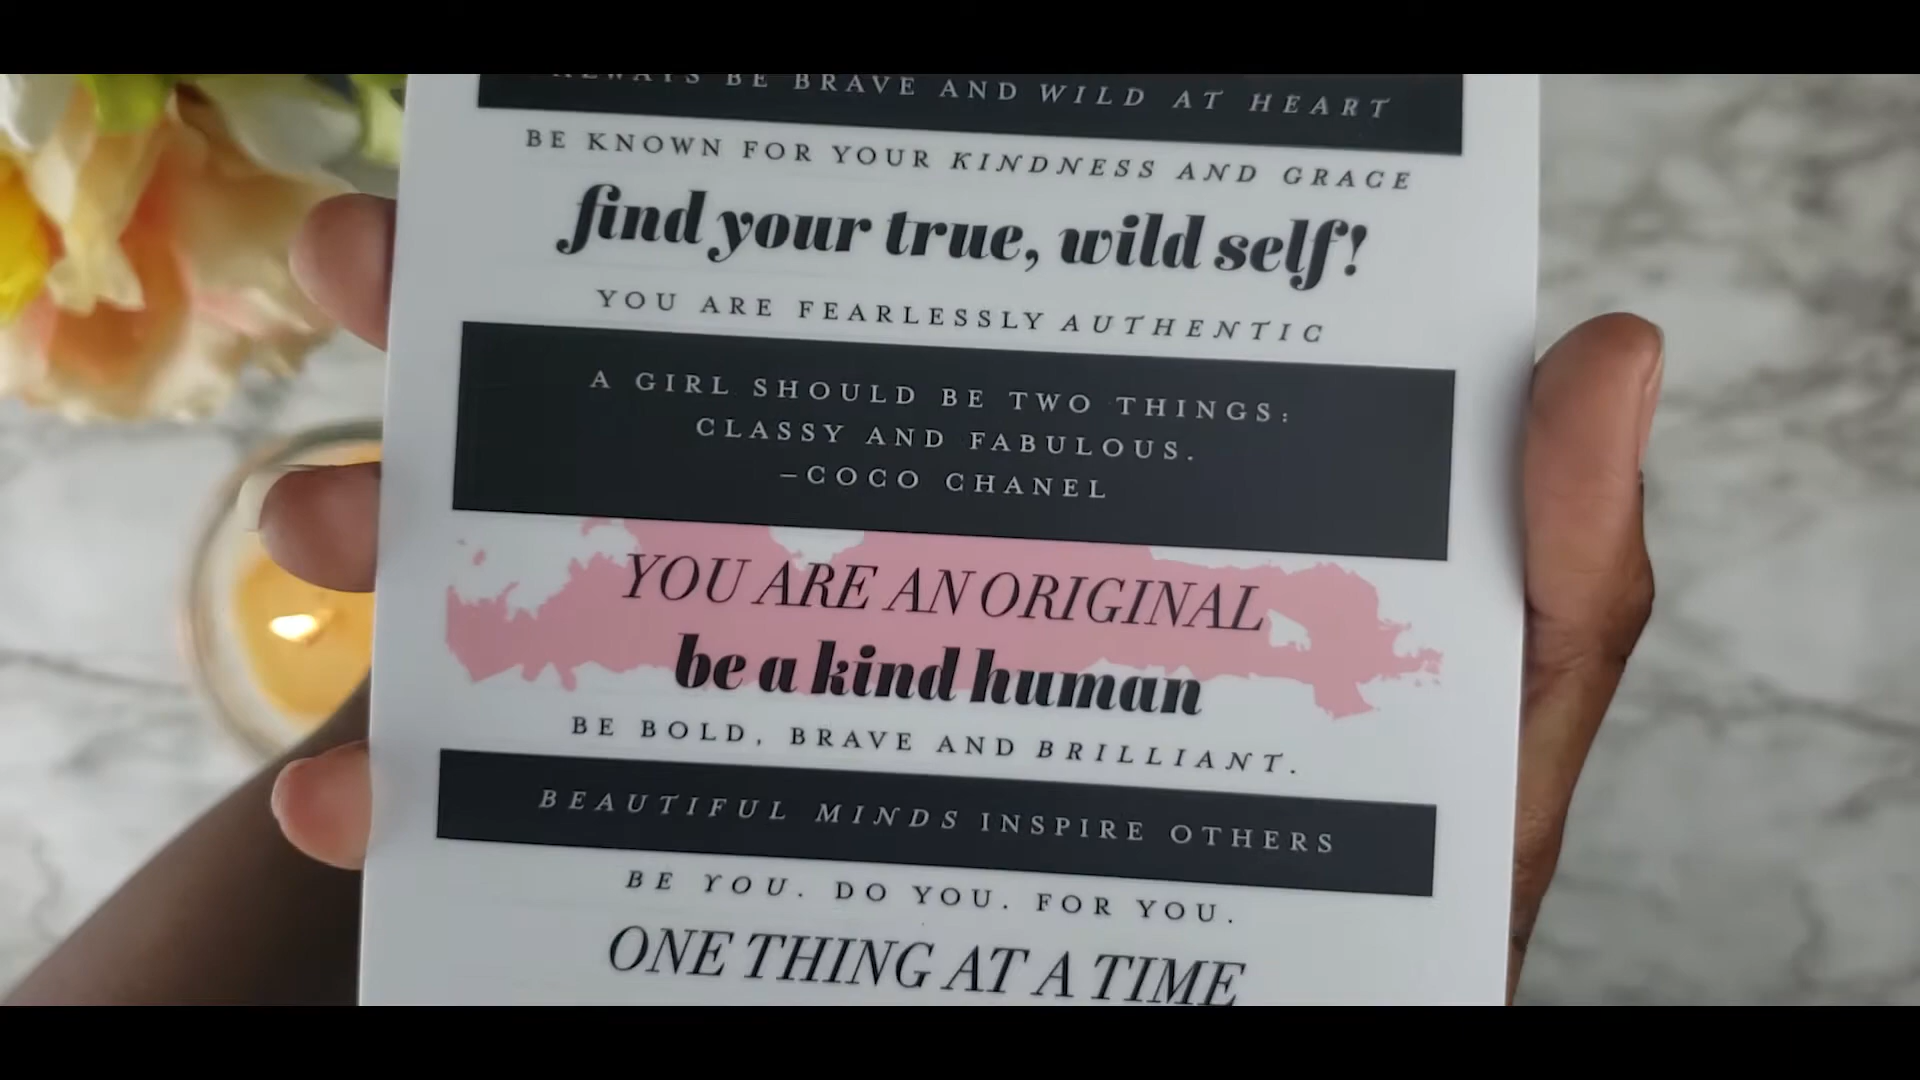 ALWAYS BE BRAVE AND WILD AT HEART
BE KNOWN FOR YOUR KINDNESS AND GRACE
find your true, wild self!
YOU ARE FEARLESSLY AUTHENTIC
A GIRL SHOULD BE TWO THINGS:
CLASSY AND FABULOUS.
–COCO CHANEL
YOU ARE AN ORIGINAL
be a kind human
BE BOLD, BRAVE AND BRILLIANT.
BEAUTIFUL MINDS INSPIRE OTHERS
BE YOU. DO YOU. FOR YOU.
ONE THING AT A TIME